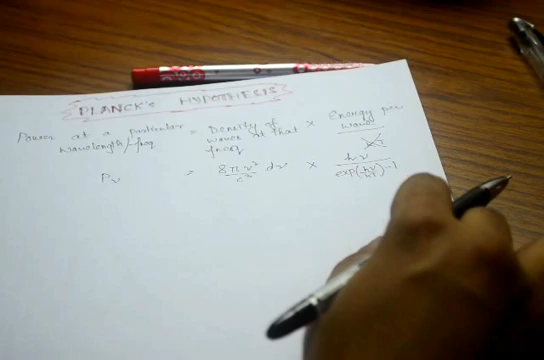 PLANCK'S HYPOTHESIS
Power at a particular = Density of × Energy per
wavelength/freq waves at that wave
freq
Pν = 8πν²/c³ dν × hν/exp(hν/kT)-1